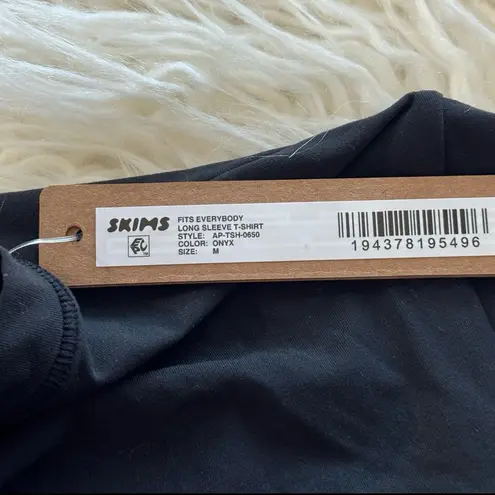 SKIMS
FITS EVERYBODY
LONG SLEEVE T-SHIRT
STYLE: AP-TSH-0650
COLOR: ONYX
SIZE: M
194378195496